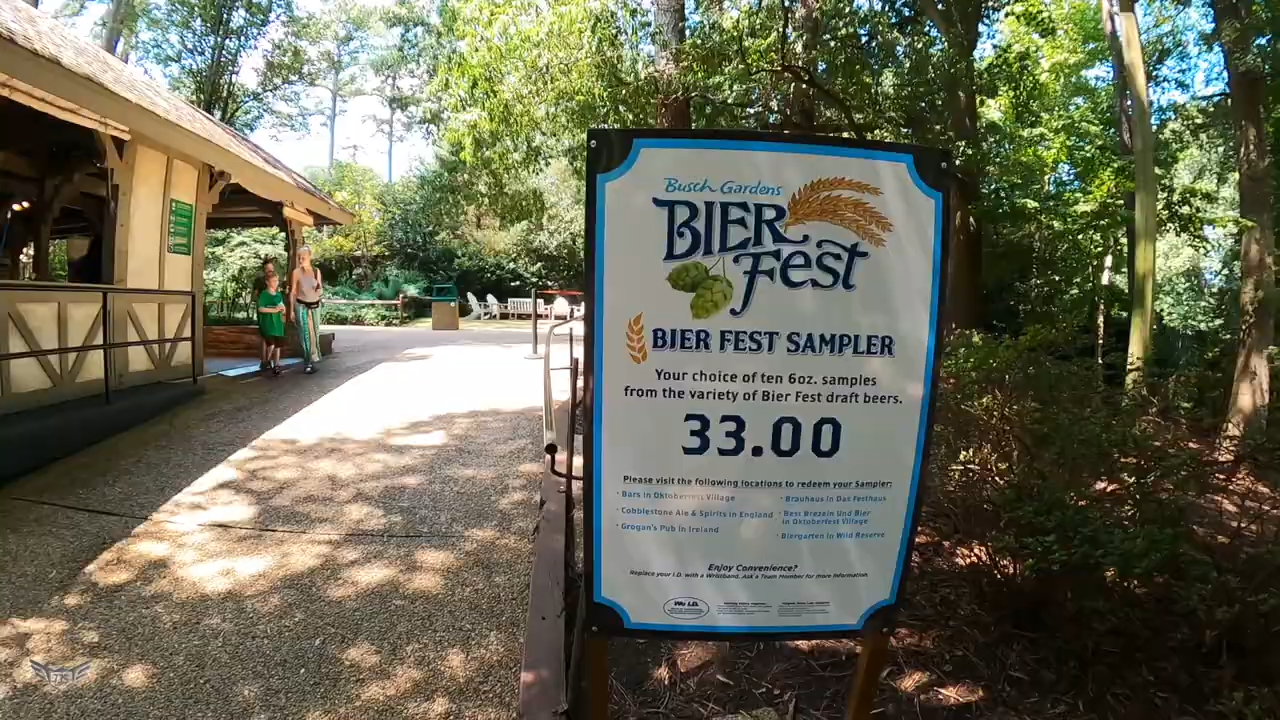 Busch Gardens
BIER
Fest
BIER FEST SAMPLER
Your choice of ten 6oz. samples
from the variety of Bier Fest draft beers.
33.00
Please visit the following locations to redeem your Sampler:
· Bars in Oktoberfest Village
· Cobblestone Ale & Spirits in England
· Grogan's Pub in Ireland
· Brauhaus in Das Festhaus
· Best Brezeln Und Bier
in Oktoberfest Village
· Biergarten in Wild Reserve
Enjoy Convenience?
Replace your I.D. with a Wristband. Ask a Team Member for more information.
We I.D.